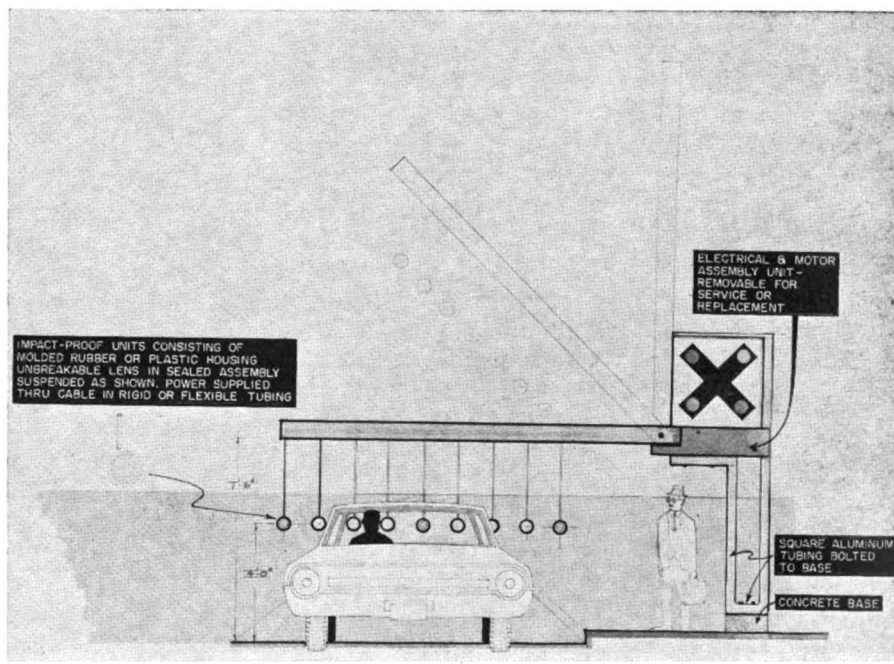 ELECTRICAL & MOTOR
ASSEMBLY UNIT-
REMOVABLE FOR
SERVICE OR
REPLACEMENT
IMPACT-PROOF UNITS CONSISTING OF
MOLDED RUBBER OR PLASTIC HOUSING
UNBREAKABLE LENS IN SEALED ASSEMBLY
SUSPENDED AS SHOWN, POWER SUPPLIED
THRU CABLE IN RIGID OR FLEXIBLE TUBING
7'-6"
4'-0"
SQUARE ALUMINUM
TUBING BOLTED
TO BASE
CONCRETE BASE